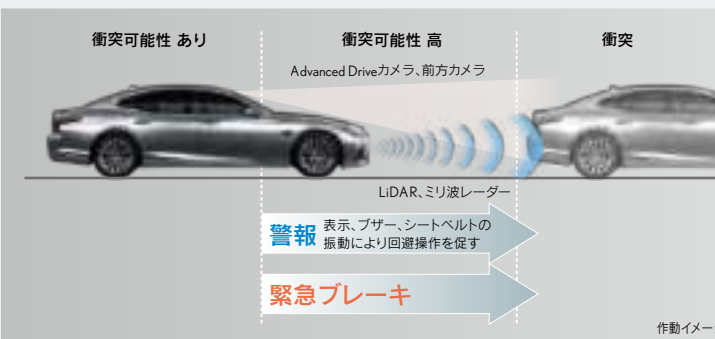 衝突可能性 あり
衝突可能性 高
衝突
Advanced Driveカメラ、前方カメラ
LiDAR、ミリ波レーダー
警報
表示、ブザー、シートベルトの
振動により回避操作を促す
緊急ブレーキ
作動イメー